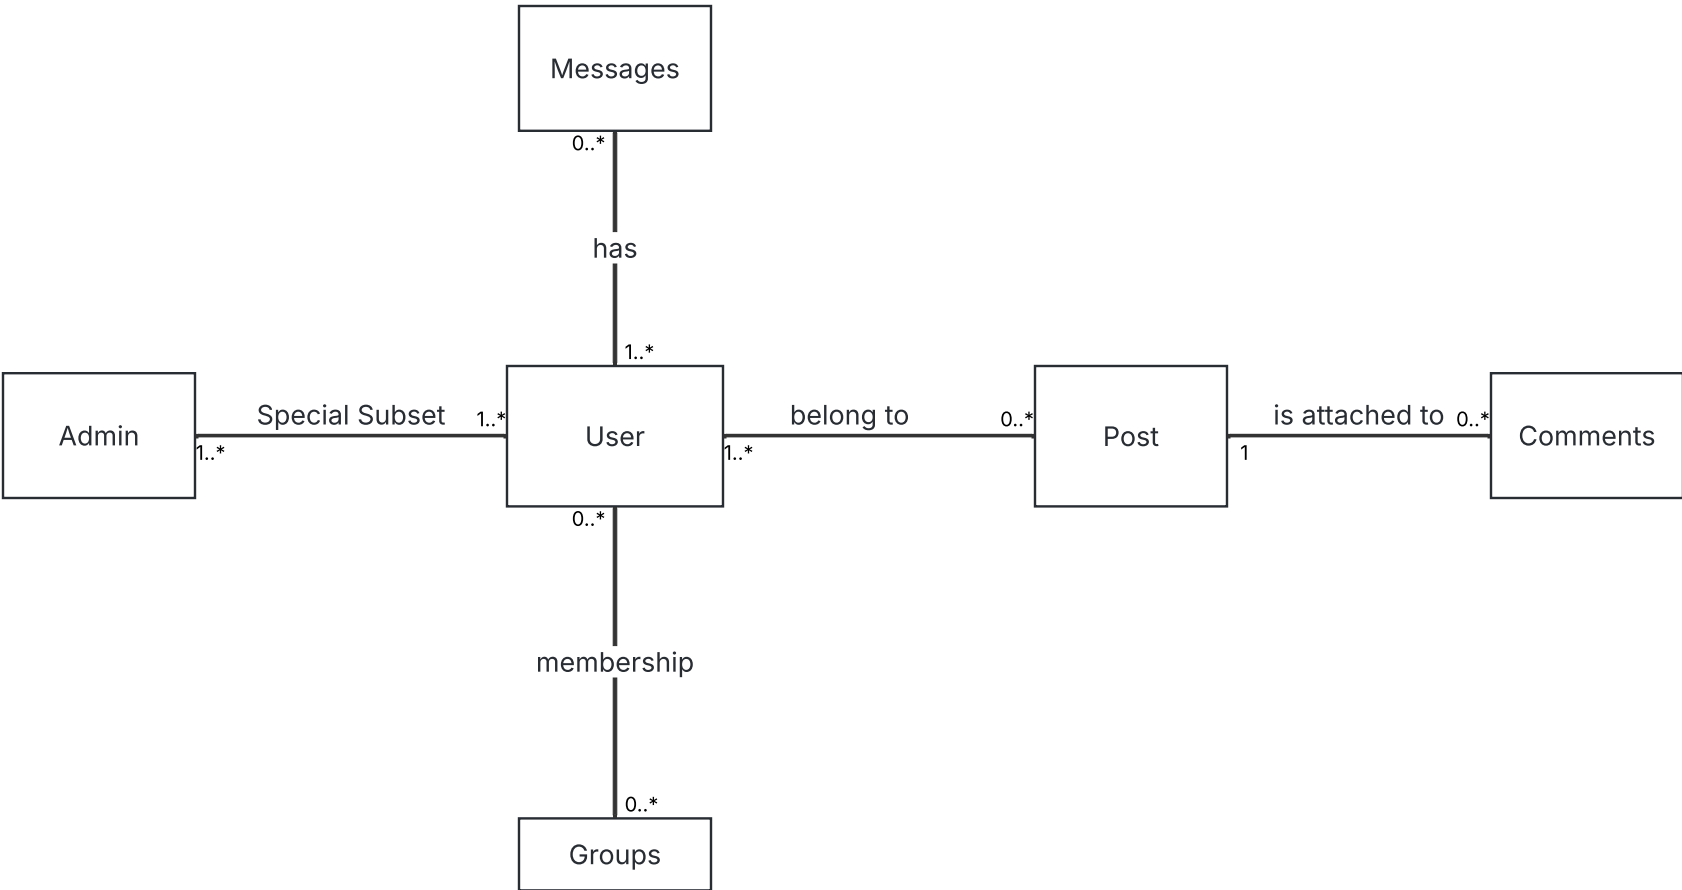 Messages
0..*
has
1..*
Admin
Special Subset
1..*
1..*
User
belong to
0..*
1..*
Post
is attached to
0..*
1
Comments
0..*
membership
0..*
Groups